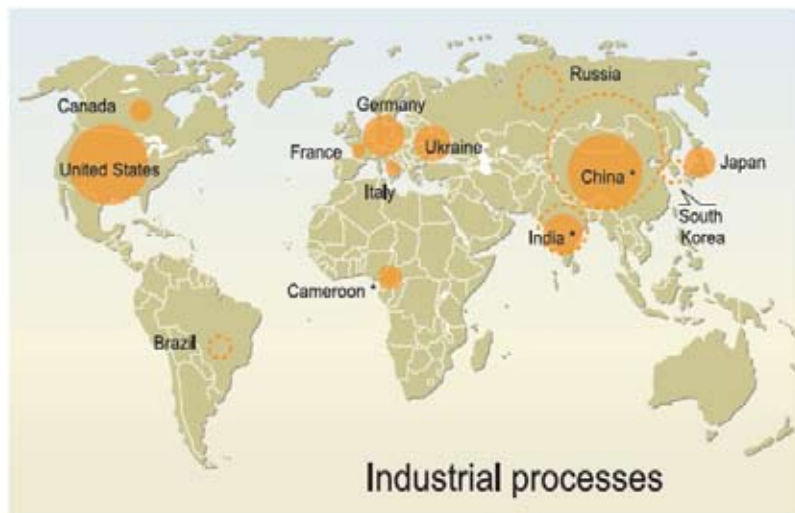 Russia
Canada
Germany
United States
France
Ukraine
Italy
China *
Japan
South
Korea
India *
Cameroon *
Brazil
Industrial processes